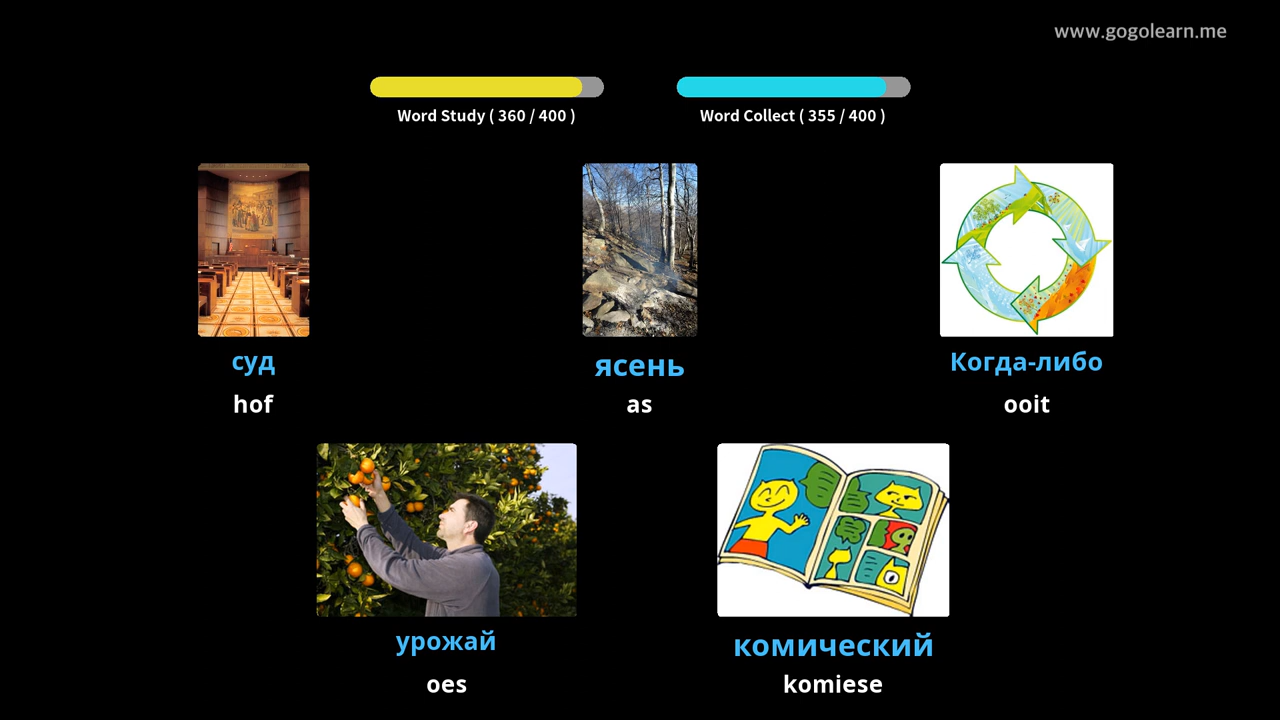 www.gogolearn.me
Word Study ( 360 / 400 )
Word Collect ( 355 / 400 )
суд
ясень
Когда-либо
hof
as
ooit
урожай
комический
oes
komiese